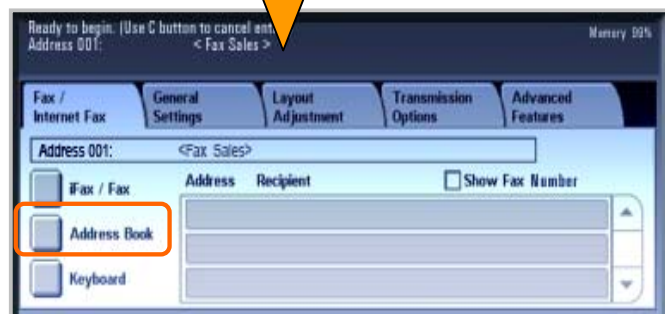 Ready to begin. (Use C button to cancel ent
Address 001: < Fax Sales >
Memory 99%
Fax / Internet Fax
General Settings
Layout Adjustment
Transmission Options
Advanced Features
Address 001: <Fax Sales>
iFax / Fax
Address Recipient
Show Fax Number
Address Book
Keyboard